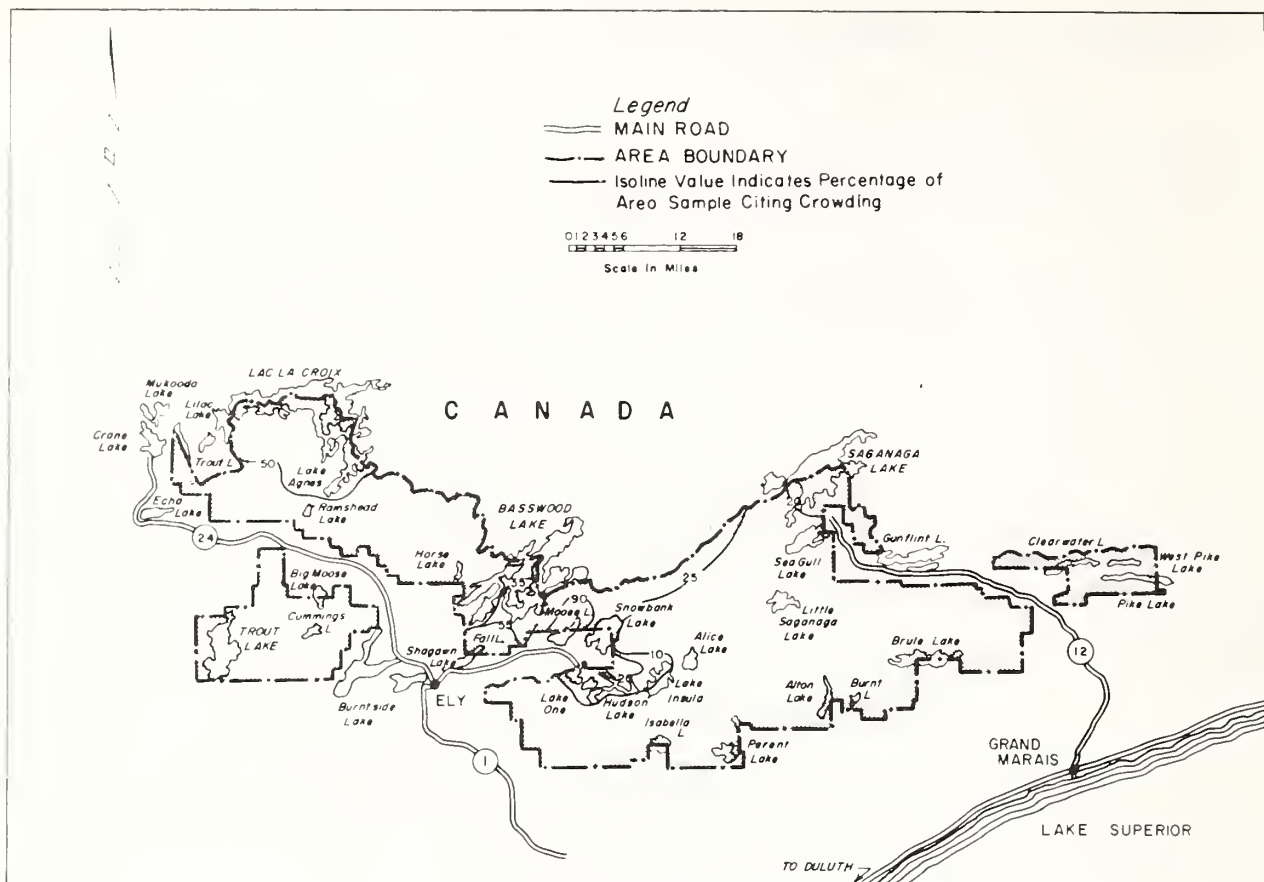 Legend
MAIN ROAD
AREA BOUNDARY
Isoline Value Indicates Percentage of
Areo Sample Citing Crowding
0 1 2 3 4 5 6 12 18
Scale In Miles
CANADA
LAC LA CROIX
Mukooda
Lake
Lilac
Lake
Crane
Lake
Trout L
50
Lake
Agnes
Echo
Lake
Ramshead
Lake
24
BASSWOOD
LAKE
Horse
Lake
Big Moose
Lake
Cummings
L
TROUT
LAKE
55
90
Moose L
Snowbank
Lake
25
Fall L
55
Shagawn
Lake
10
Alice
Lake
ELY
Burntside
Lake
Lake
One
Hudson
Lake
Lake
Insula
Isabella
L
Perent
Lake
1
SAGANAGA
LAKE
Sea Gull
Lake
Gunflint L.
Little
Saganaga
Lake
Clearwater L
West Pike
Lake
Pike Lake
Brule Lake
Alton
Lake
Burnt
L
12
GRAND
MARAIS
LAKE SUPERIOR
TO DULUTH